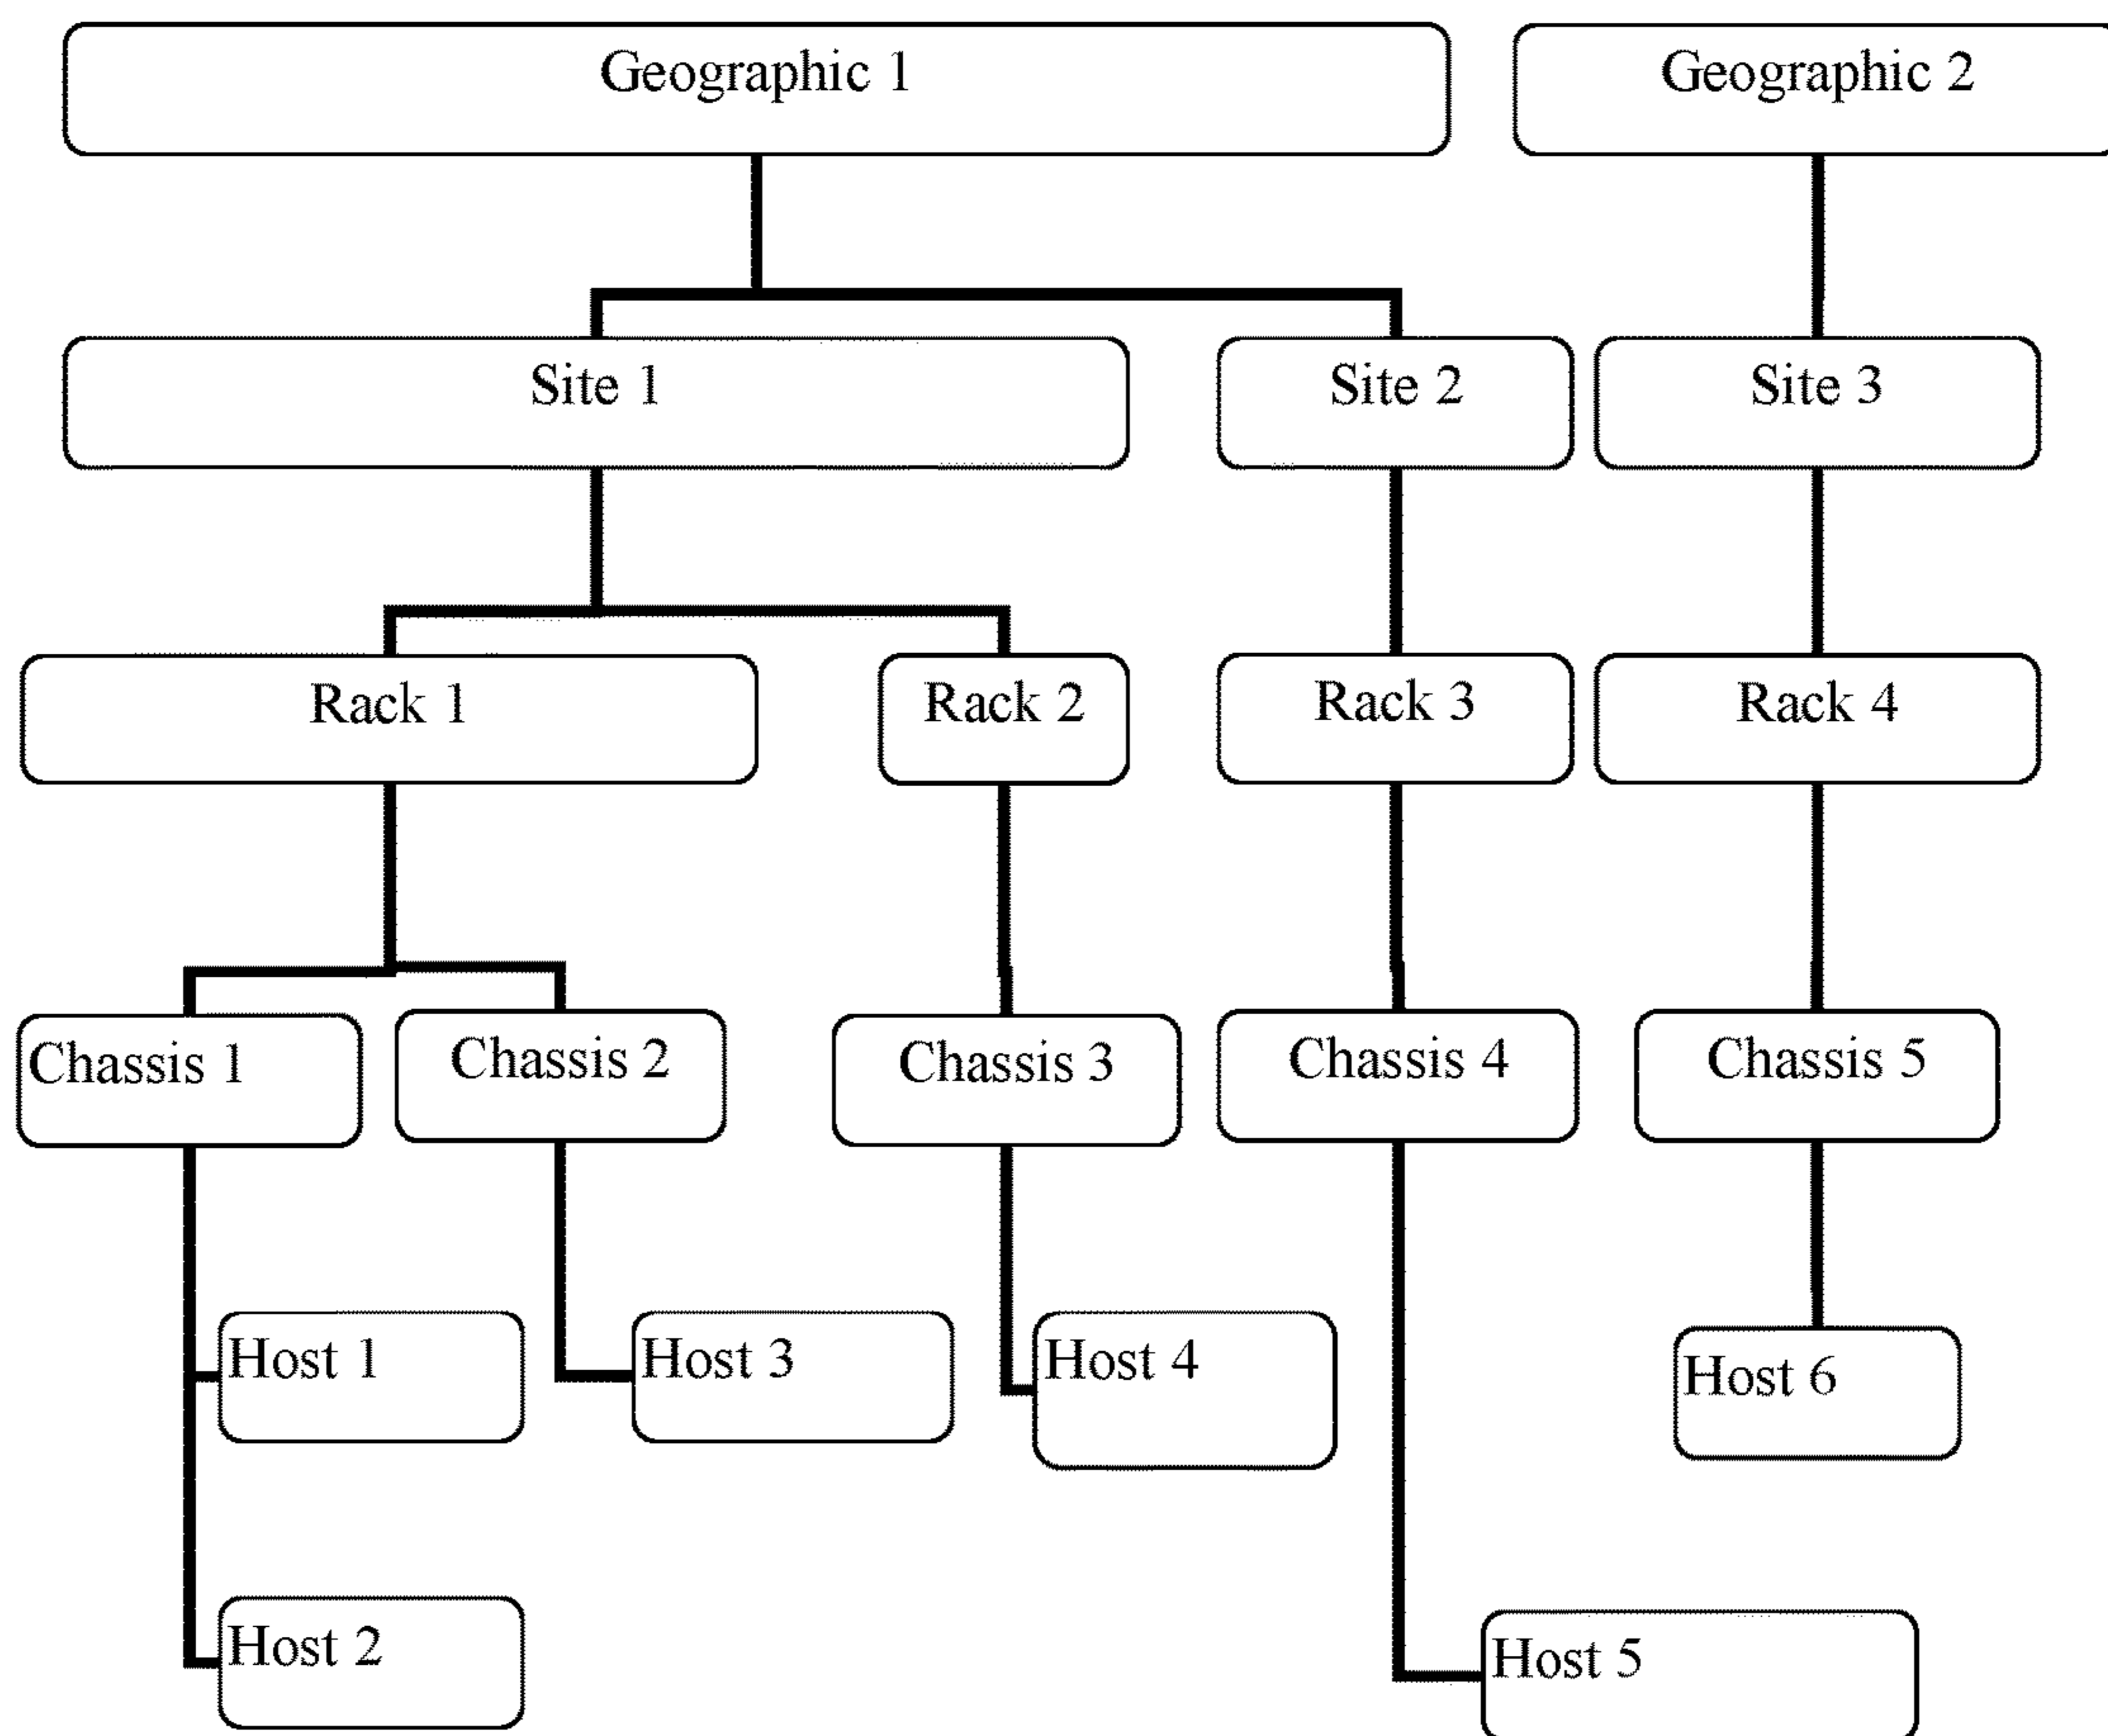 Geographic 1
Geographic 2
Site 1
Site 2
Site 3
Rack 1
Rack 2
Rack 3
Rack 4
Chassis 1
Chassis 2
Chassis 3
Chassis 4
Chassis 5
Host 1
Host 3
Host 4
Host 6
Host 2
Host 5